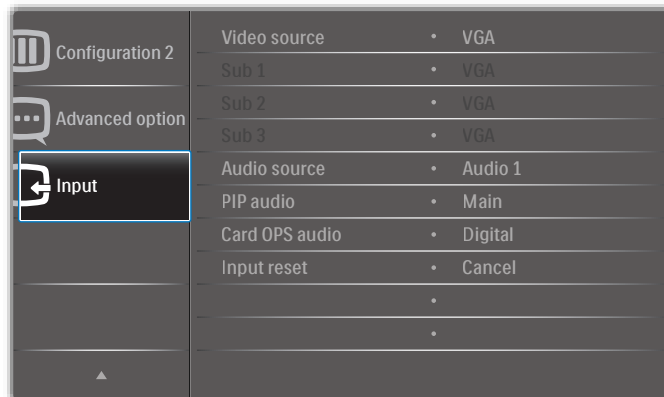 Configuration 2
Advanced option
Input
Video source • VGA
Sub 1 • VGA
Sub 2 • VGA
Sub 3 • VGA
Audio source • Audio 1
PIP audio • Main
Card OPS audio • Digital
Input reset • Cancel
•
•